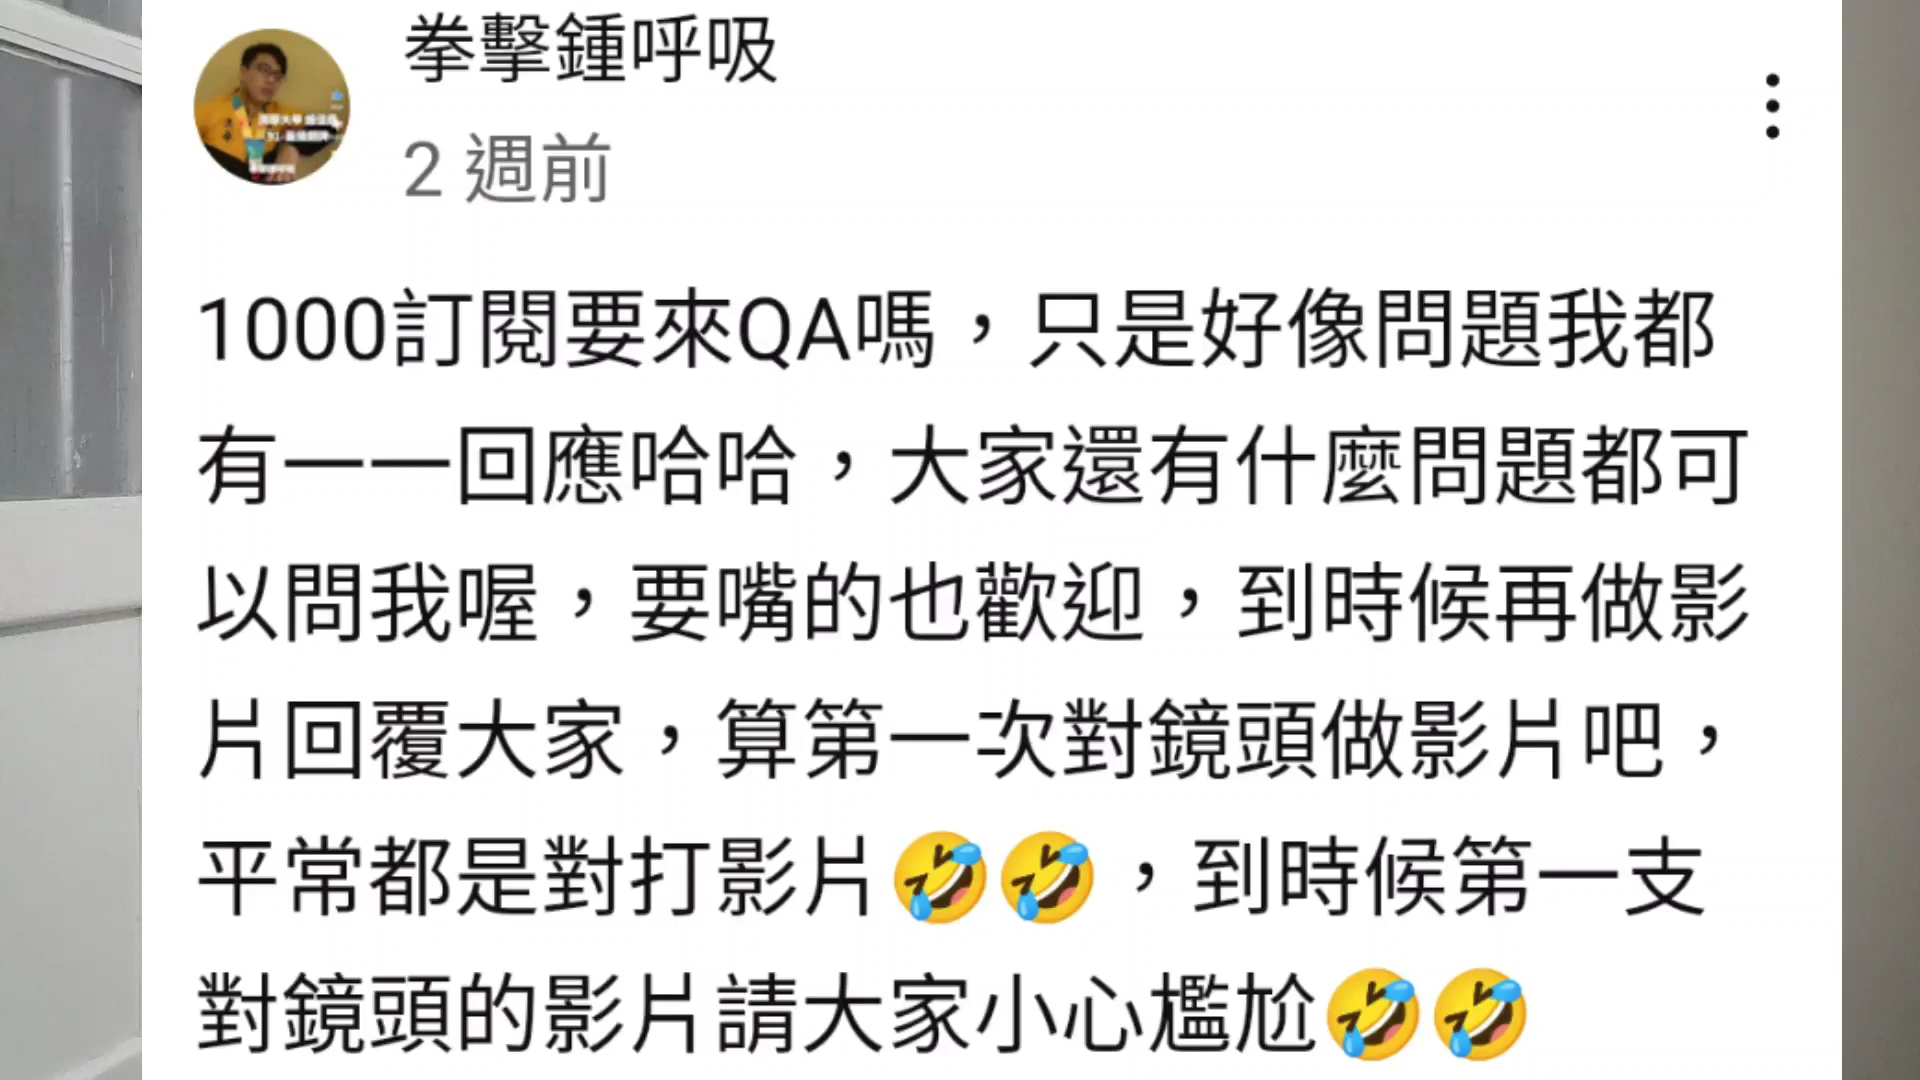 拳擊鍾呼吸
2 週前
1000訂閱要來QA嗎，只是好像問題我都
有一一回應哈哈，大家還有什麼問題都可
以問我喔，要嘴的也歡迎，到時候再做影
片回覆大家，算第一次對鏡頭做影片吧，
平常都是對打影片🤣🤣，到時候第一支
對鏡頭的影片請大家小心尷尬🤣🤣